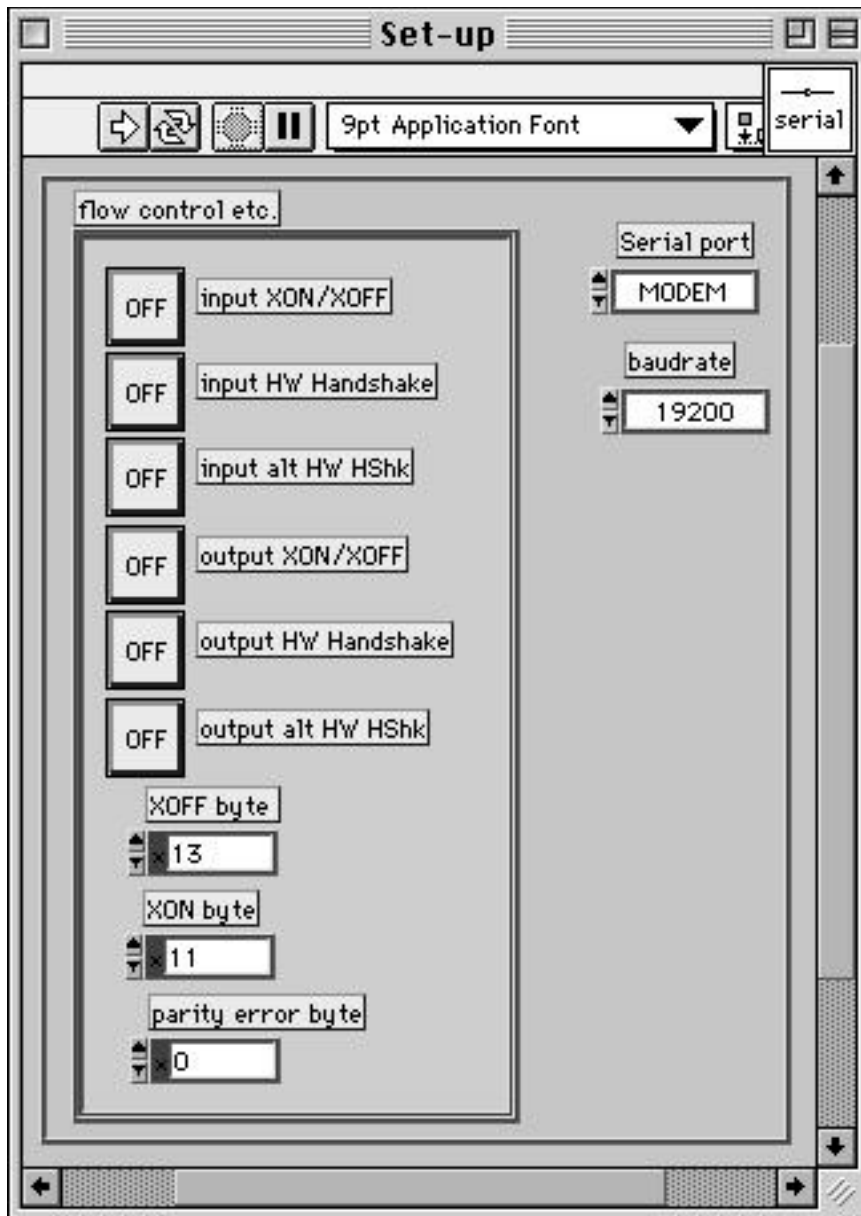 Set-up
9pt Application Font
serial
flow control etc.
OFF input XON/XOFF
OFF input HW Handshake
OFF input alt HW HShk
OFF output XON/XOFF
OFF output HW Handshake
OFF output alt HW HShk
XOFF byte
x 13
XON byte
x 11
parity error byte
x 0
Serial port
MODEM
baudrate
19200